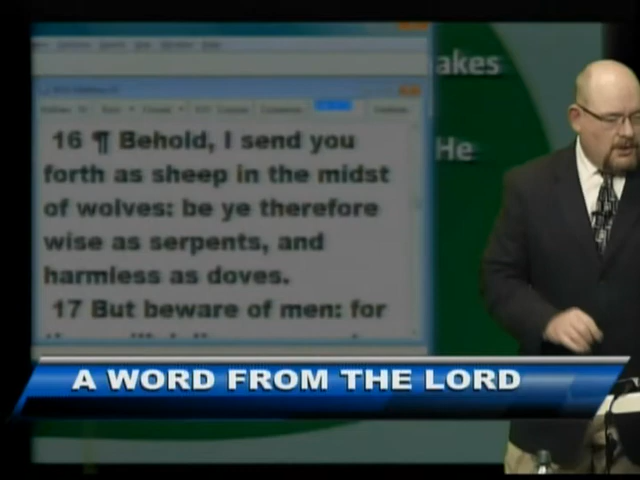 akes
He
16 ¶ Behold, I send you
forth as sheep in the midst
of wolves: be ye therefore
wise as serpents, and
harmless as doves.
17 But beware of men: for
A WORD FROM THE LORD